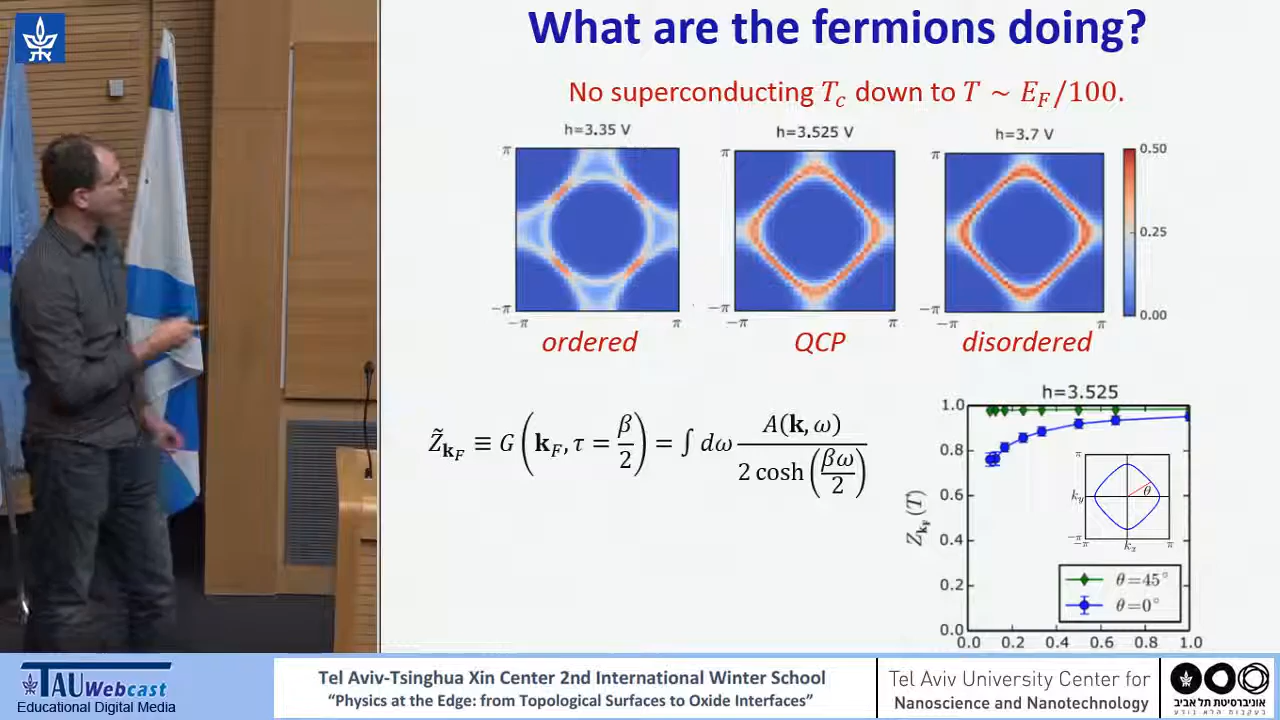 What are the fermions doing?
No superconducting T_c down to T ~ E_F/100.
h=3.35 V
h=3.525 V
h=3.7 V
π
π
π
0.50
0.25
0.00
−π
−π
−π
−π
π
−π
π
−π
π
ordered
QCP
disordered
Z̃_{k_F} ≡ G(k_F, τ = β/2) = ∫ dω A(k, ω) / 2 cosh(βω/2)
h=3.525
1.0
0.8
0.6
0.4
0.2
0.0
Z_{k_F}(T)
π
k_y
θ
−π
−π
k_x
π
θ=45°
θ=0°
0.0
0.2
0.4
0.6
0.8
1.0
TAU Webcast
Educational Digital Media
Tel Aviv-Tsinghua Xin Center 2nd International Winter School
“Physics at the Edge: from Topological Surfaces to Oxide Interfaces”
Tel Aviv University Center for
Nanoscience and Nanotechnology
אוניברסיטת תל אביב